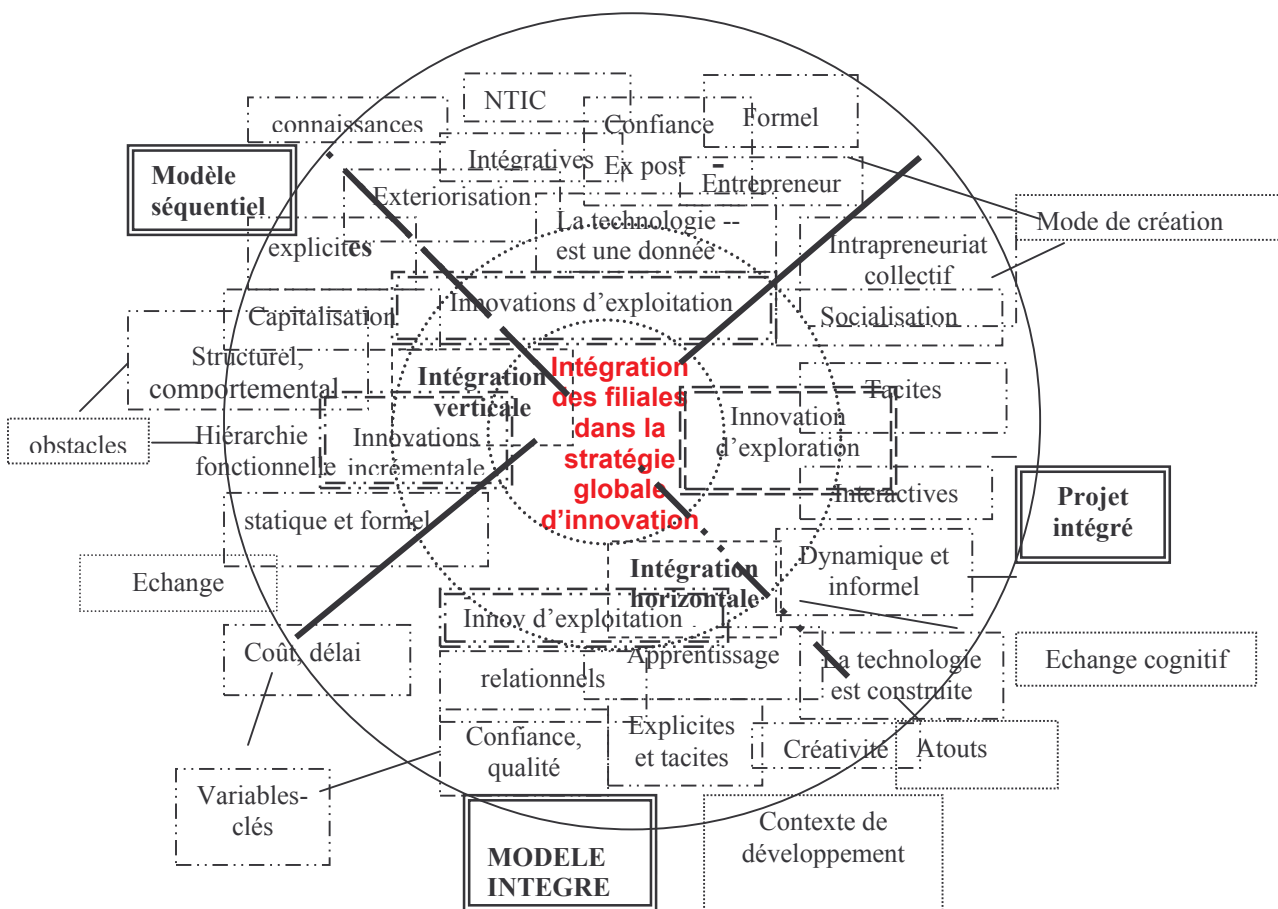 NTIC
Formel
connaissances
Confiance
Ex post -
Intégratives
Entrepreneur
Modèle
séquentiel
Exteriorisation
La technologie --
est une donnée
Mode de création
explicites
Intrapreneuriat
collectif
Innovations d'exploitation
Capitalisation
Socialisation
Structurel,
comportemental
Intégration
verticale
Intégration
des filiales
dans la
stratégie
globale
d'innovation
Tacites
obstacles
Hiérarchie
fonctionnelle
Innovations
incrémentale
Innovation
d'exploration
Interactives
Projet
intégré
statique et formel
Echange
Intégration
horizontale
Dynamique et
informel
Innov d'exploitation
Coût, délai
relationnels
Apprentissage
La technologie
est construite
Echange cognitif
Confiance,
qualité
Explicites
et tacites
Créativité
Atouts
Variables-
clés
MODELE
INTEGRE
Contexte de
développement